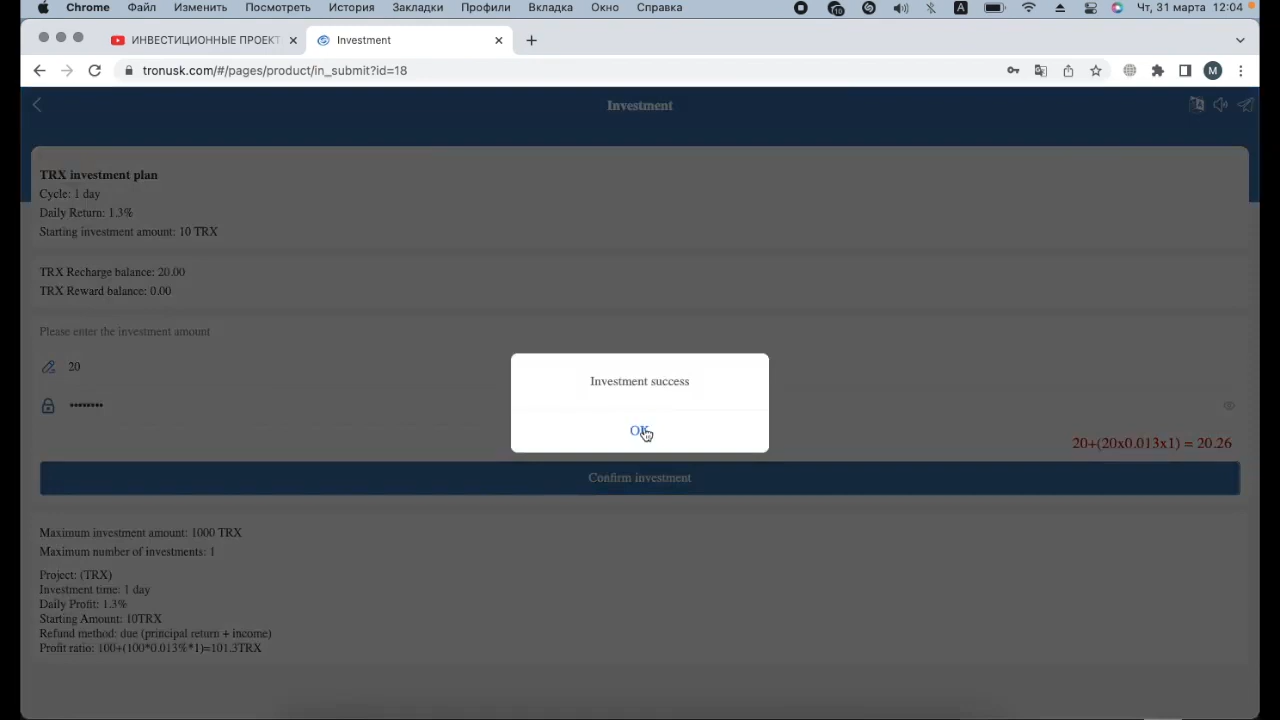 Chrome Файл Изменить Посмотреть История Закладки Профили Вкладка Окно Справка 10 A Чт, 31 марта 12:04
ИНВЕСТИЦИОННЫЕ ПРОЕКТ Investment
tronusk.com/#/pages/product/in_submit?id=18 M
Investment
TRX investment plan
Cycle: 1 day
Daily Return: 1.3%
Starting investment amount: 10 TRX
TRX Recharge balance: 20.00
TRX Reward balance: 0.00
Please enter the investment amount
20
••••••••
Investment success
OK
20+(20x0.013x1) = 20.26
Confirm investment
Maximum investment amount: 1000 TRX
Maximum number of investments: 1
Project: (TRX)
Investment time: 1 day
Daily Profit: 1.3%
Starting Amount: 10TRX
Refund method: due (principal return + income)
Profit ratio: 100+(100*0.013%*1)=101.3TRX